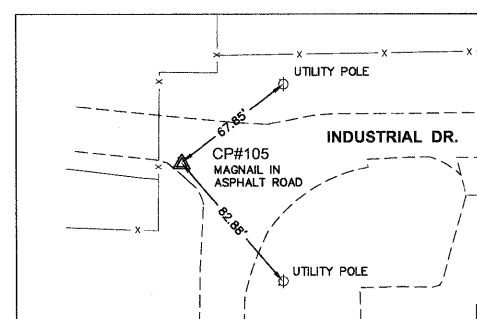 UTILITY POLE
67.85'
INDUSTRIAL DR.
CP#105
MAGNAIL IN
ASPHALT ROAD
82.88'
UTILITY POLE